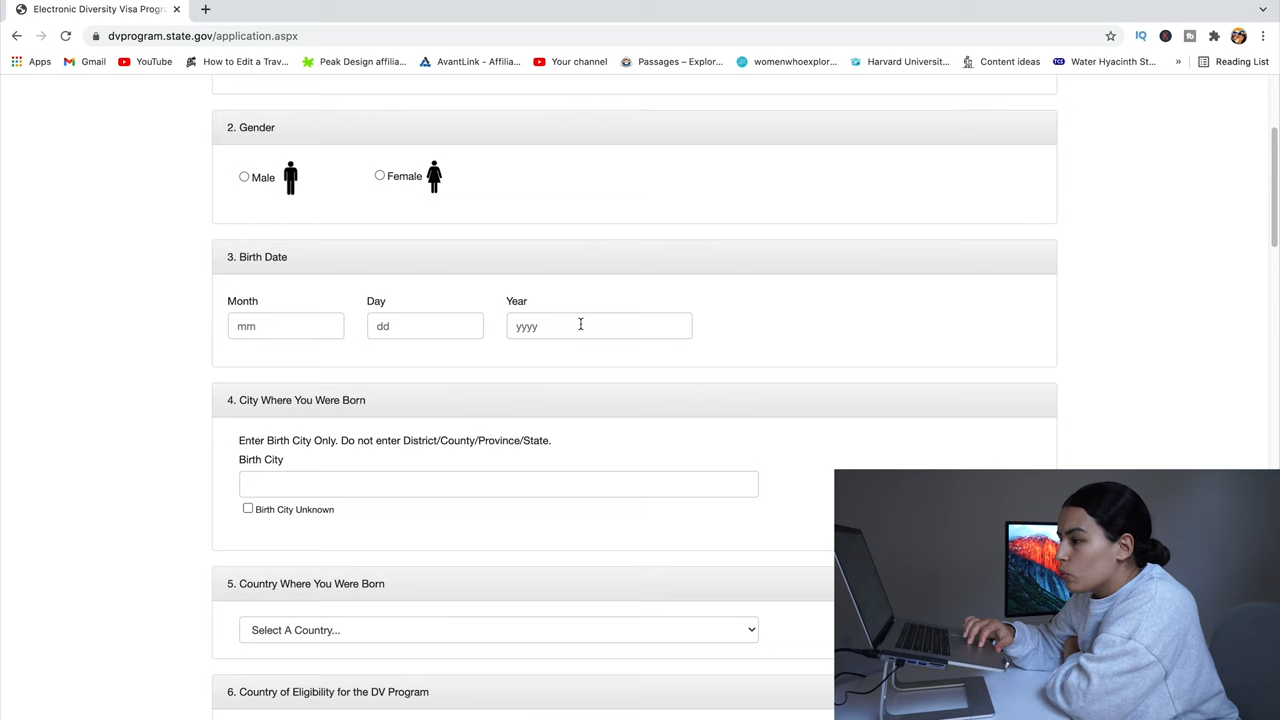 Electronic Diversity Visa Progr
dvprogram.state.gov/application.aspx
Apps
Gmail
YouTube
How to Edit a Trav...
Peak Design affilia...
AvantLink - Affilia...
Your channel
Passages – Explor...
womenwhoexplor...
Harvard Universit...
Content ideas
Water Hyacinth St...
»
Reading List
2. Gender
Male
Female
3. Birth Date
Month
Day
Year
mm
dd
yyyy
4. City Where You Were Born
Enter Birth City Only. Do not enter District/County/Province/State.
Birth City
Birth City Unknown
5. Country Where You Were Born
Select A Country...
6. Country of Eligibility for the DV Program